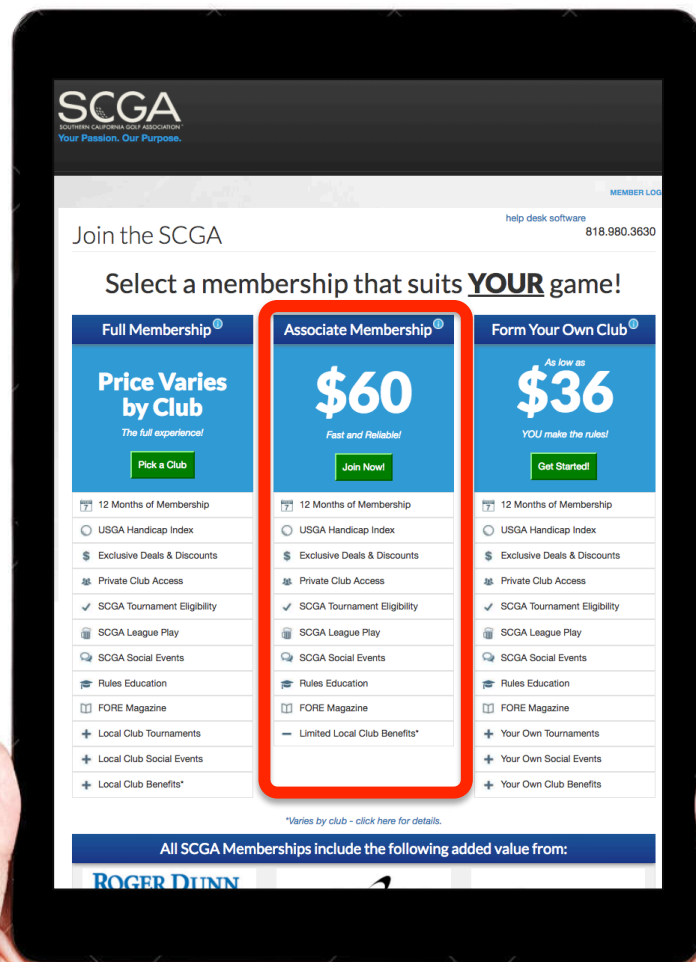 SCGA
SOUTHERN CALIFORNIA GOLF ASSOCIATION
Your Passion. Our Purpose.
MEMBER LOG
help desk software
818.980.3630
Join the SCGA
Select a membership that suits YOUR game!
Full Membership
Price Varies
by Club
The full experience!
Pick a Club
12 Months of Membership
USGA Handicap Index
Exclusive Deals & Discounts
Private Club Access
SCGA Tournament Eligibility
SCGA League Play
SCGA Social Events
Rules Education
FORE Magazine
Local Club Tournaments
Local Club Social Events
Local Club Benefits*
Associate Membership
$60
Fast and Reliable!
Join Now!
12 Months of Membership
USGA Handicap Index
Exclusive Deals & Discounts
Private Club Access
SCGA Tournament Eligibility
SCGA League Play
SCGA Social Events
Rules Education
FORE Magazine
Limited Local Club Benefits*
Form Your Own Club
As low as
$36
YOU make the rules!
Get Started!
12 Months of Membership
USGA Handicap Index
Exclusive Deals & Discounts
Private Club Access
SCGA Tournament Eligibility
SCGA League Play
SCGA Social Events
Rules Education
FORE Magazine
Your Own Tournaments
Your Own Social Events
Your Own Club Benefits
*Varies by club - click here for details.
All SCGA Memberships include the following added value from:
ROGER DUNN